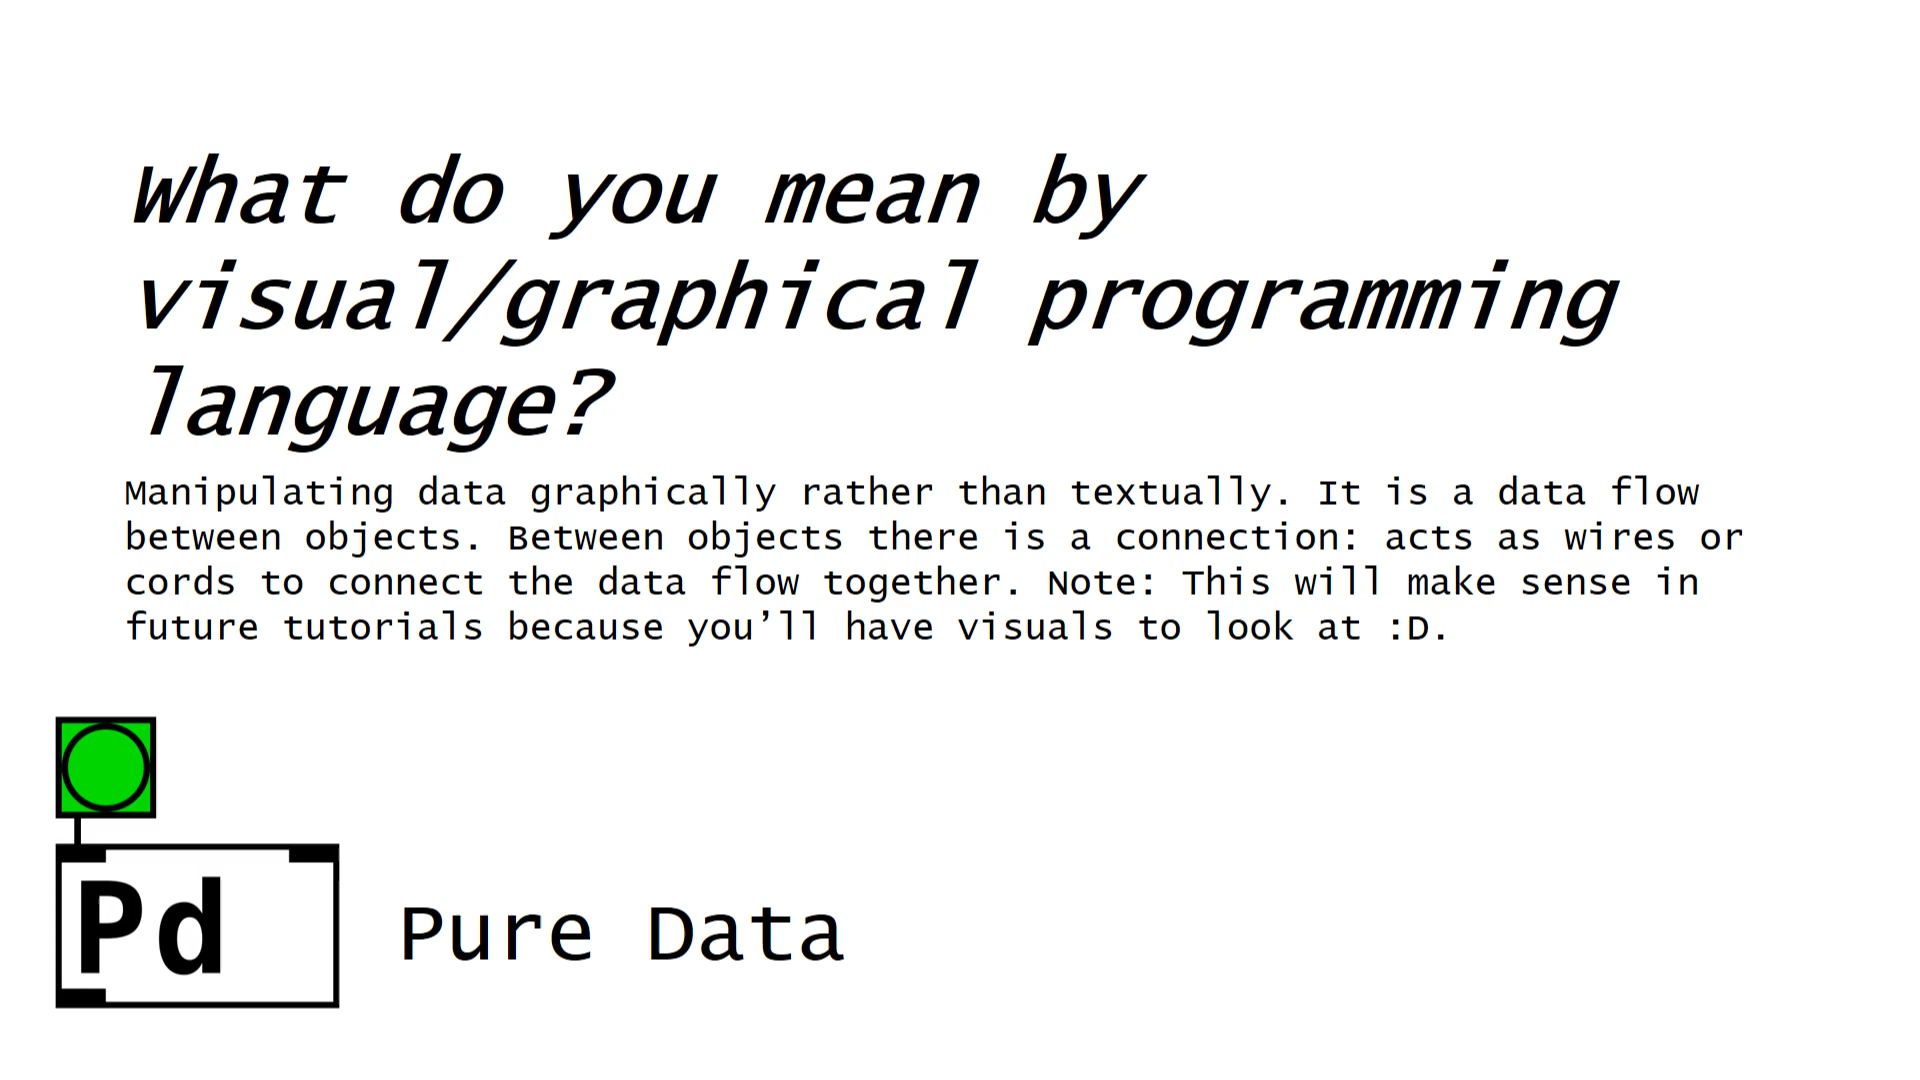 What do you mean by
visual/graphical programming
language?
Manipulating data graphically rather than textually. It is a data flow
between objects. Between objects there is a connection: acts as wires or
cords to connect the data flow together. Note: This will make sense in
future tutorials because you’ll have visuals to look at :D.
Pd
Pure Data